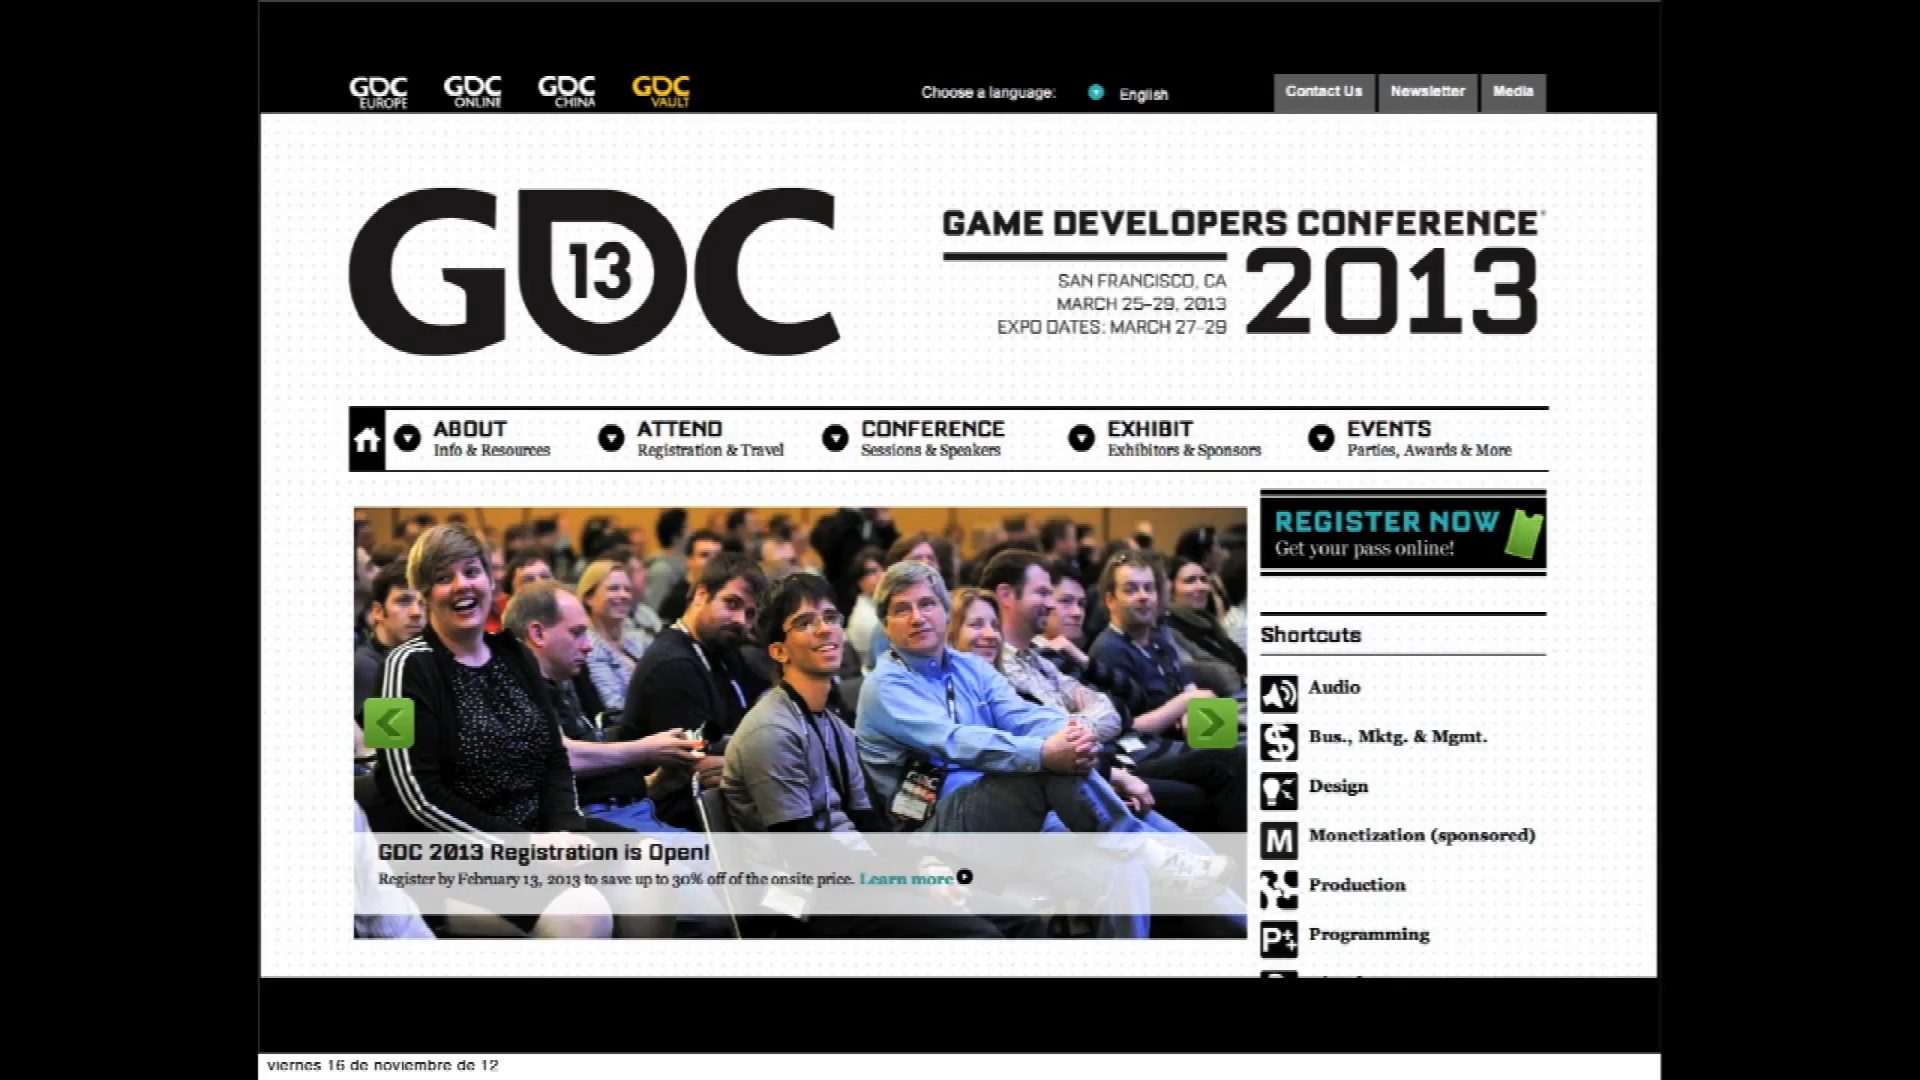 GDC EUROPE
GDC ONLINE
GDC CHINA
GDC VAULT
Choose a language:
English
Contact Us
Newsletter
Media
GDC 13
GAME DEVELOPERS CONFERENCE
SAN FRANCISCO, CA
MARCH 25-29, 2013
EXPO DATES: MARCH 27-29
2013
ABOUT
Info & Resources
ATTEND
Registration & Travel
CONFERENCE
Sessions & Speakers
EXHIBIT
Exhibitors & Sponsors
EVENTS
Parties, Awards & More
GDC
GDC 2013 Registration is Open!
Register by February 13, 2013 to save up to 30% off of the onsite price. Learn more
REGISTER NOW
Get your pass online!
Shortcuts
Audio
$ Bus., Mktg. & Mgmt.
Design
M Monetization (sponsored)
Production
P++ Programming
viernes 16 de noviembre de 12